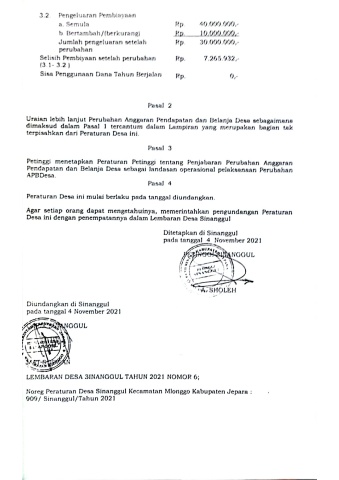 3.2 Pengeluaran Pembiayaan
a. Semula Rp. 40.000.000,-
b. Bertambah/(berkurang) Rp. 10.000.000,-
Jumlah pengeluaran setelah perubahan Rp. 30.000.000,-
Selisih Pembiyaan setelah perubahan (3.1- 3.2 ) Rp. 7.265.932,-
Sisa Penggunaan Dana Tahun Berjalan Rp. 0,-
Pasal 2
Uraian lebih lanjut Perubahan Anggaran Pendapatan dan Belanja Desa sebagaimana
dimaksud dalam Pasal 1 tercantum dalam Lampiran yang merupakan bagian tak
terpisahkan dari Peraturan Desa ini.
Pasal 3
Petinggi menetapkan Peraturan Petinggi tentang Penjabaran Perubahan Anggaran
Pendapatan dan Belanja Desa sebagai landasan operasional pelaksanaan Perubahan
APBDesa.
Pasal 4
Peraturan Desa ini mulai berlaku pada tanggal diundangkan.
Agar setiap orang dapat mengetahuinya, memerintahkan pengundangan Peraturan
Desa ini dengan penempatannya dalam Lembaran Desa Sinanggul
Ditetapkan di Sinanggul
pada tanggal 4 November 2021
SINANGGUL
A. SHOLEH
Diundangkan di Sinanggul
pada tanggal 4 November 2021
LEMBARAN DESA SINANGGUL TAHUN 2021 NOMOR 6;
Noreg Peraturan Desa Sinanggul Kecamatan Mlonggo Kabupaten Jepara :
909/ Sinanggul/Tahun 2021